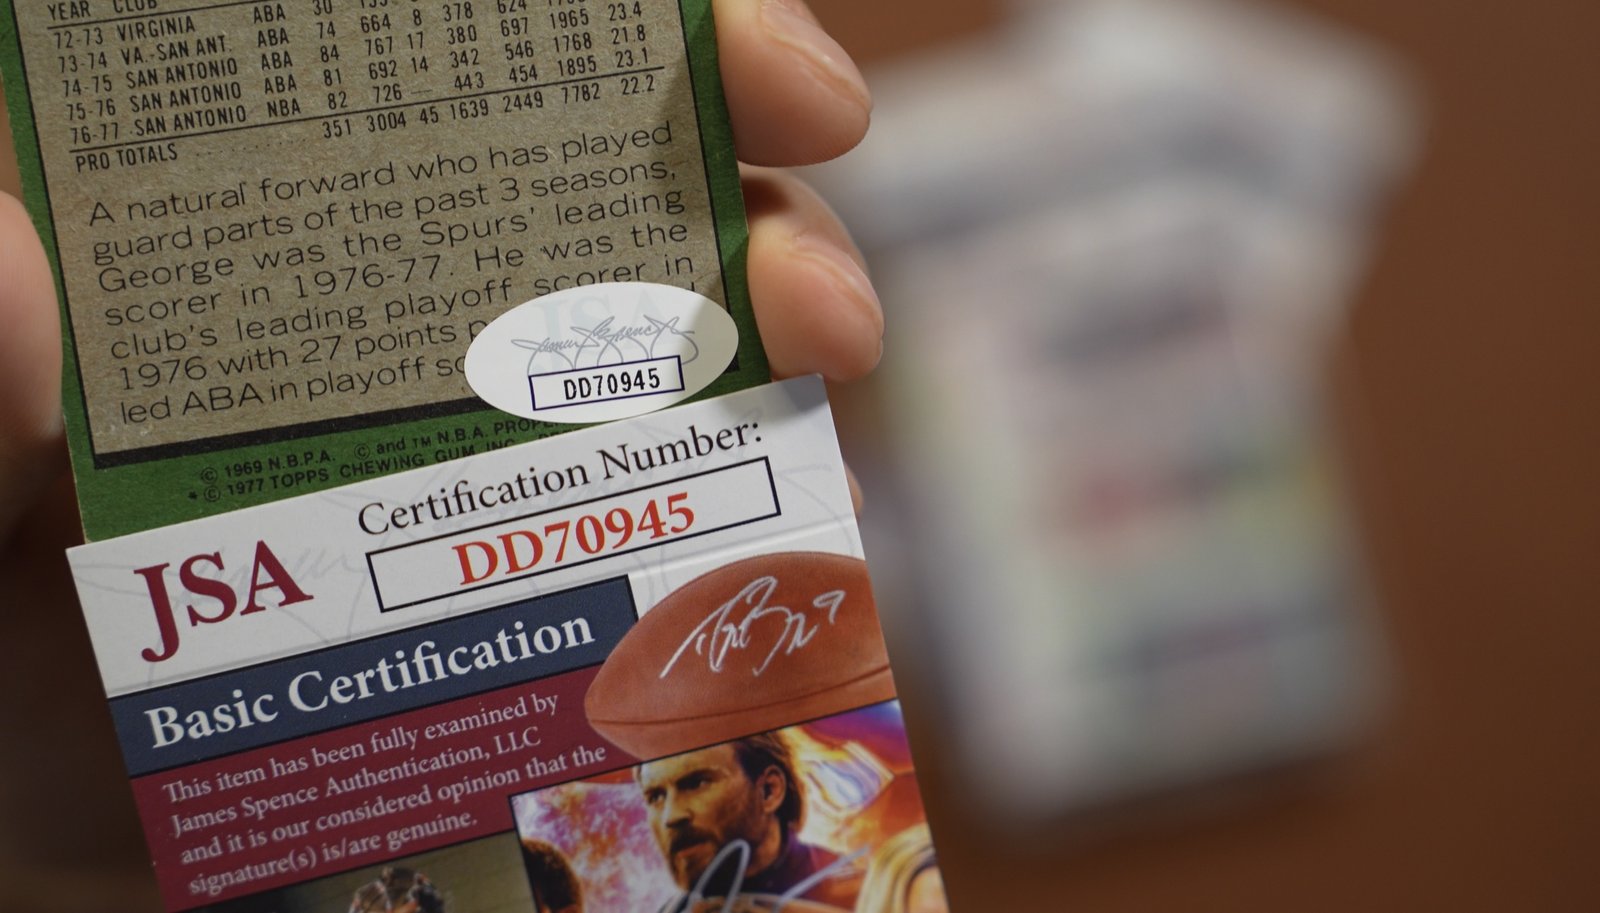 YEAR CLUB
72-73 VIRGINIA ABA 30
73-74 VA.-SAN ANT. ABA 74 664 8 378 624 23.4
74-75 SAN ANTONIO ABA 84 767 17 380 697 1965 23.4
75-76 SAN ANTONIO ABA 81 692 14 342 546 1768 21.8
76-77 SAN ANTONIO NBA 82 726 — 443 454 1895 23.1
PRO TOTALS 351 3004 45 1639 2449 7782 22.2
A natural forward who has played
guard parts of the past 3 seasons,
George was the Spurs' leading
scorer in 1976-77. He was the
club's leading playoff scorer in
1976 with 27 points
led ABA in playoff
JSA
DD70945
© 1969 N.B.P.A. © and TM N.B.A.
* © 1977 TOPPS CHEWING GUM, INC.
Certification Number:
JSA DD70945
Basic Certification
This item has been fully examined by
James Spence Authentication, LLC
and it is our considered opinion that the
signature(s) is/are genuine.